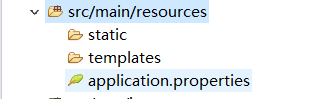 src/main/resources
static
templates
application.properties